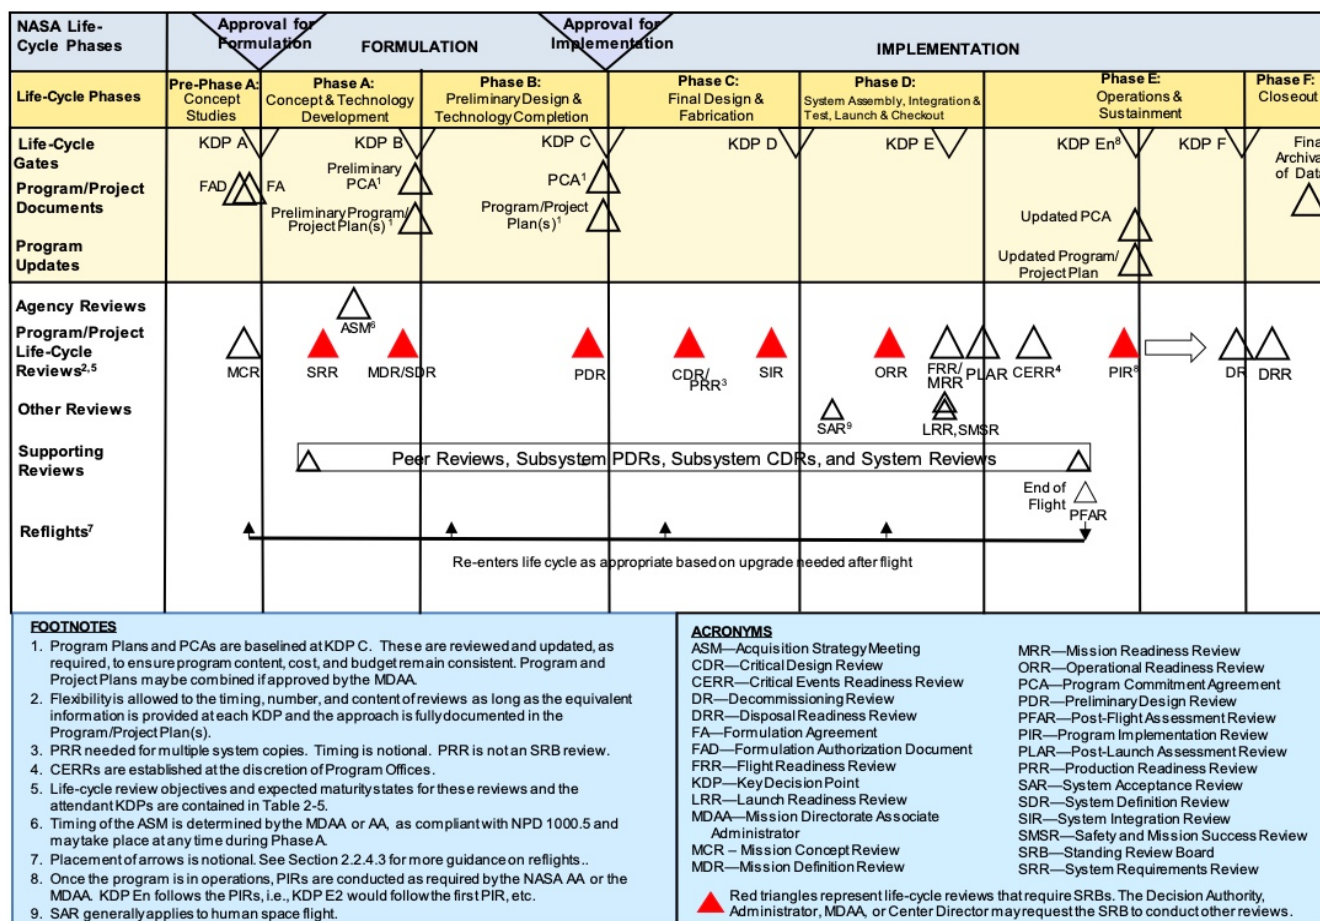 NASA Life-
Cycle Phases
Approval for
Formulation
FORMULATION
Approval for
Implementation
IMPLEMENTATION
Life-Cycle Phases
Pre-Phase A:
Concept
Studies
Phase A:
Concept & Technology
Development
Phase B:
Preliminary Design &
Technology Completion
Phase C:
Final Design &
Fabrication
Phase D:
System Assembly, Integration &
Test, Launch & Checkout
Phase E:
Operations &
Sustainment
Phase F:
Closeout
Life-Cycle
Gates
KDP A
KDP B
KDP C
KDP D
KDP E
KDP En⁸
KDP F
Final
Archival
of Data
Program/Project
Documents
FAD
FA
Preliminary
PCA¹
Preliminary Program/
Project Plan(s) ¹
PCA¹
Program/Project
Plan(s)¹
Program
Updates
Updated PCA
Updated Program/
Project Plan
Agency Reviews
ASM⁶
Program/Project
Life-Cycle
Reviews²,⁵
MCR
SRR
MDR/SDR
PDR
CDR/
PRR³
SIR
ORR
FRR/
MRR
PLAR
CERR⁴
PIR⁸
DR
DRR
Other Reviews
SAR⁹
LRR, SMSR
Supporting
Reviews
Peer Reviews, Subsystem PDRs, Subsystem CDRs, and System Reviews
End of
Flight
PFAR
Reflights⁷
Re-enters life cycle as appropriate based on upgrade needed after flight
FOOTNOTES
1. Program Plans and PCAs are baselined at KDP C. These are reviewed and updated, as
required, to ensure program content, cost, and budget remain consistent. Program and
Project Plans may be combined if approved by the MDAA.
2. Flexibility is allowed to the timing, number, and content of reviews as long as the equivalent
information is provided at each KDP and the approach is fully documented in the
Program/Project Plan(s).
3. PRR needed for multiple system copies. Timing is notional. PRR is not an SRB review.
4. CERRs are established at the discretion of Program Offices.
5. Life-cycle review objectives and expected maturity states for these reviews and the
attendant KDPs are contained in Table 2-5.
6. Timing of the ASM is determined by the MDAA or AA, as compliant with NPD 1000.5 and
may take place at any time during Phase A.
7. Placement of arrows is notional. See Section 2.2.4.3 for more guidance on reflights..
8. Once the program is in operations, PIRs are conducted as required by the NASA AA or the
MDAA. KDP En follows the PIRs, i.e., KDP E2 would follow the first PIR, etc.
9. SAR generally applies to human space flight.
ACRONYMS
ASM—Acquisition Strategy Meeting
CDR—Critical Design Review
CERR—Critical Events Readiness Review
DR—Decommissioning Review
DRR—Disposal Readiness Review
FA—Formulation Agreement
FAD—Formulation Authorization Document
FRR—Flight Readiness Review
KDP—Key Decision Point
LRR—Launch Readiness Review
MDAA—Mission Directorate Associate
Administrator
MCR – Mission Concept Review
MDR—Mission Definition Review
MRR—Mission Readiness Review
ORR—Operational Readiness Review
PCA—Program Commitment Agreement
PDR—Preliminary Design Review
PFAR—Post-Flight Assessment Review
PIR—Program Implementation Review
PLAR—Post-Launch Assessment Review
PRR—Production Readiness Review
SAR—System Acceptance Review
SDR—System Definition Review
SIR—System Integration Review
SMSR—Safety and Mission Success Review
SRB—Standing Review Board
SRR—System Requirements Review
Red triangles represent life-cycle reviews that require SRBs. The Decision Authority,
Administrator, MDAA, or Center Director may request the SRB to conduct other reviews.